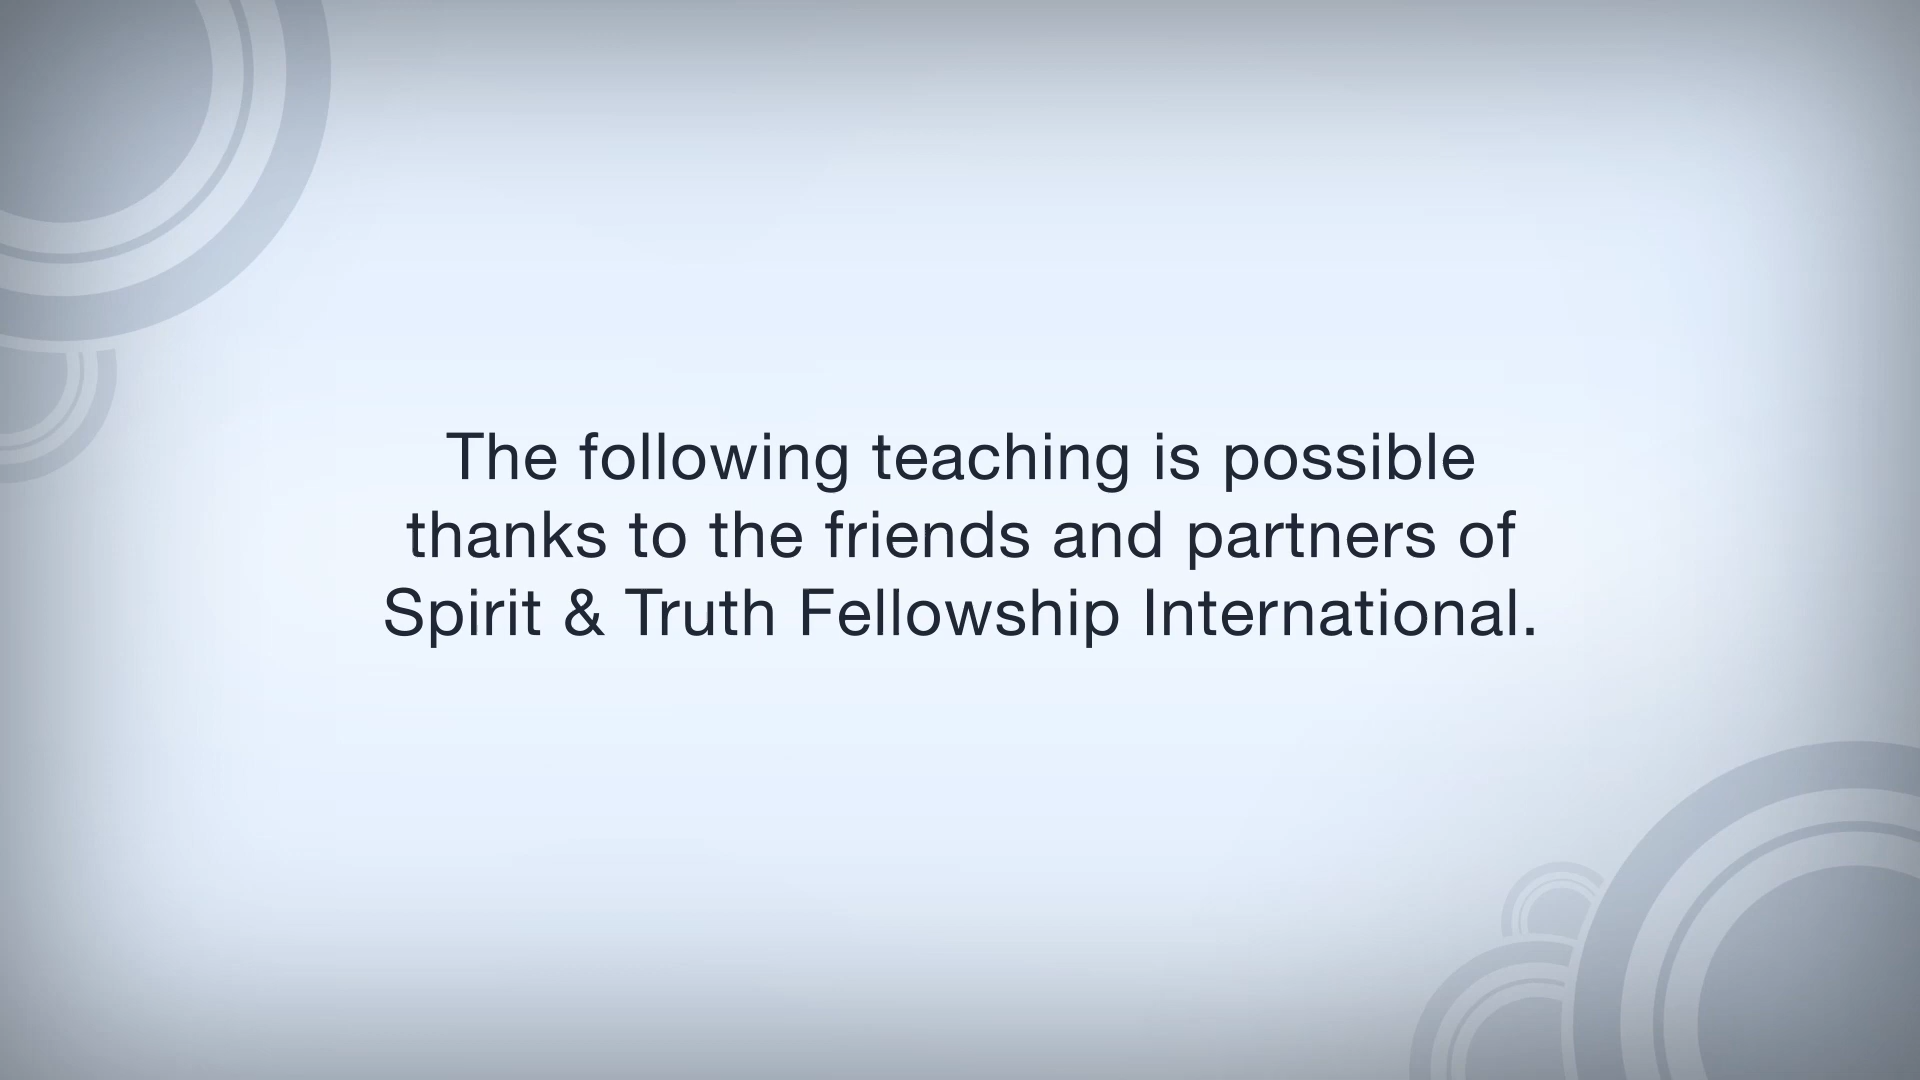 The following teaching is possible
thanks to the friends and partners of
Spirit & Truth Fellowship International.